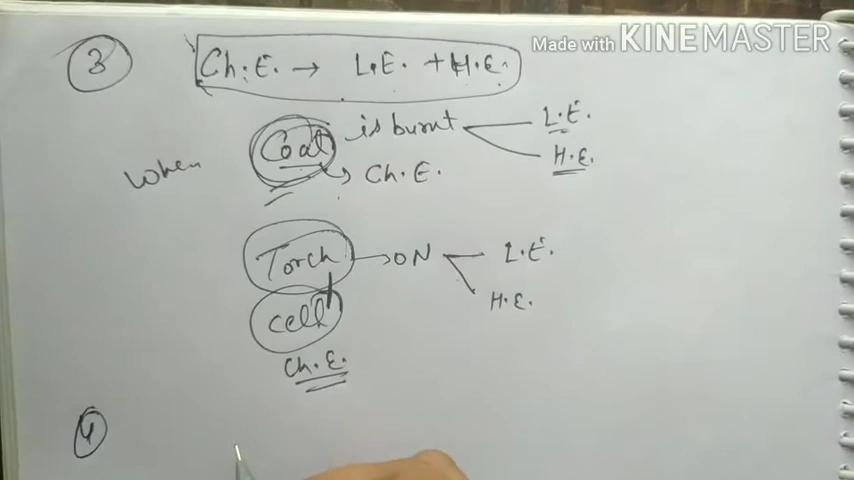 Made with KINEMASTER
3 Ch.E. → L.E. + H.E.
When Coal is burnt L.E.
H.E.
Ch.E.
Torch → ON L.E.
H.E.
cell
Ch.E.
4